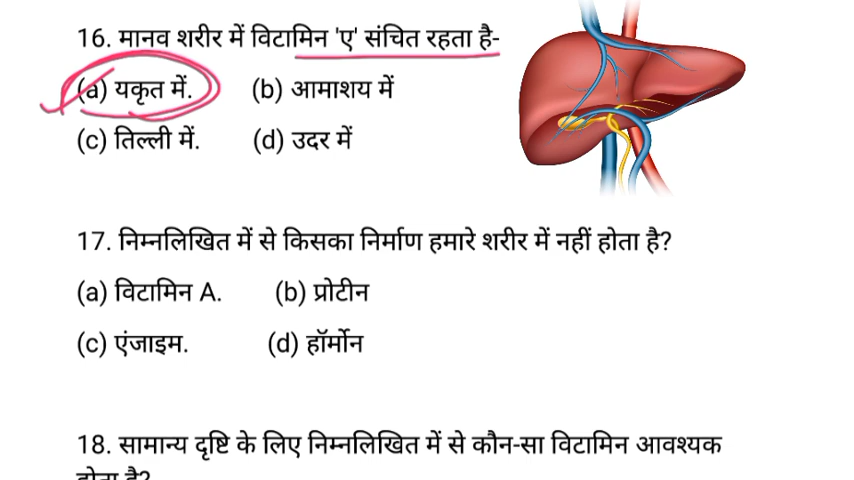 16. मानव शरीर में विटामिन 'ए' संचित रहता है-
(a) यकृत में. (b) आमाशय में
(c) तिल्ली में. (d) उदर में
17. निम्नलिखित में से किसका निर्माण हमारे शरीर में नहीं होता है?
(a) विटामिन A. (b) प्रोटीन
(c) एंजाइम. (d) हॉर्मोन
18. सामान्य दृष्टि के लिए निम्नलिखित में से कौन-सा विटामिन आवश्यक
होता है?